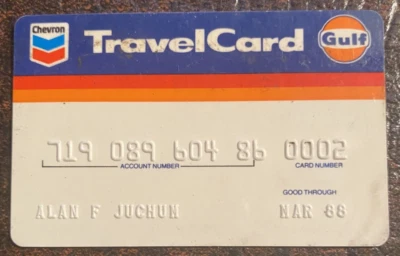 Chevron TravelCard Gulf
719 089 604 86 0002
ACCOUNT NUMBER CARD NUMBER
GOOD THROUGH
ALAN F JUCHUM MAR 88